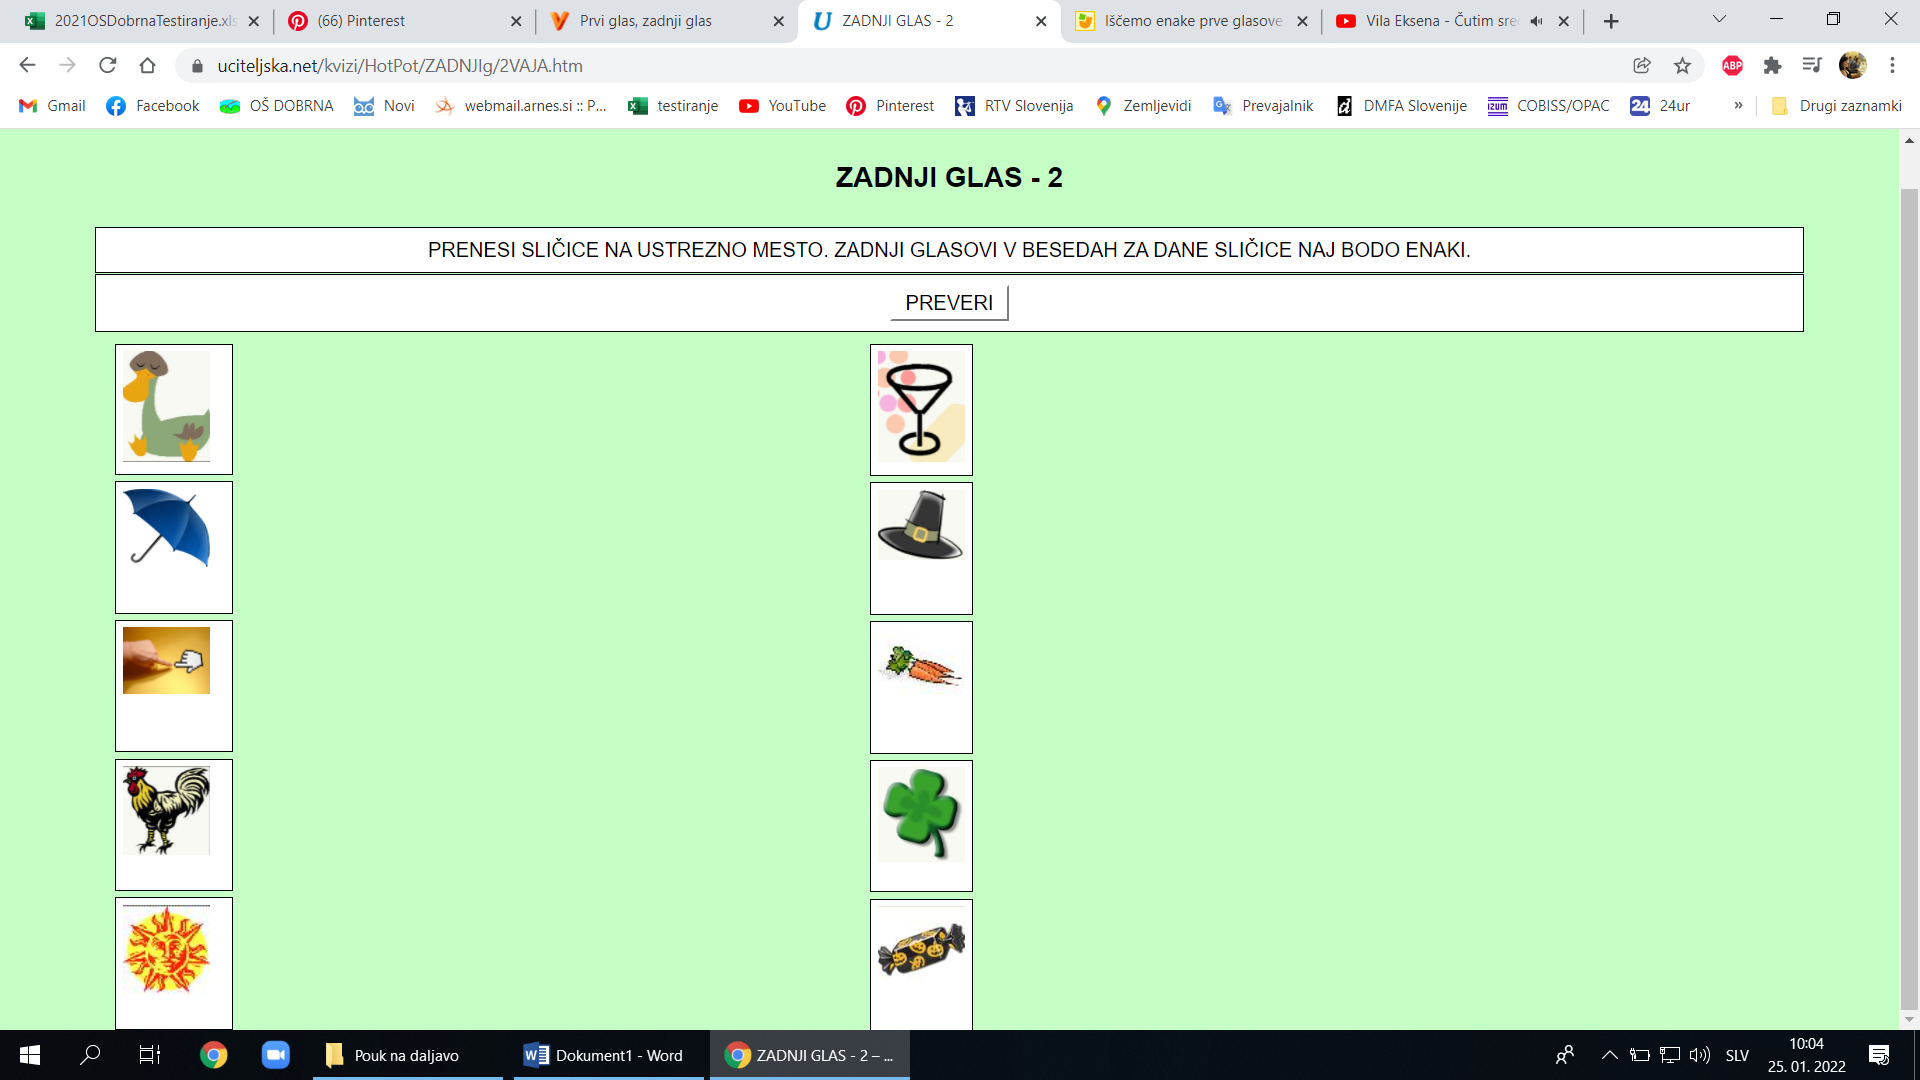 2021OSDobrnaTestiranje.xls
(66) Pinterest
Prvi glas, zadnji glas
ZADNJI GLAS - 2
Iščemo enake prve glasove
Vila Eksena - Čutim sre
uciteljska.net/kvizi/HotPot/ZADNJIg/2VAJA.htm
ABP
Gmail Facebook OŠ DOBRNA Novi webmail.arnes.si :: P... testiranje YouTube Pinterest RTV Slovenija Zemljevidi Prevajalnik DMFA Slovenije COBISS/OPAC 24ur » Drugi zaznamki
ZADNJI GLAS - 2
PRENESI SLIČICE NA USTREZNO MESTO. ZADNJI GLASOVI V BESEDAH ZA DANE SLIČICE NAJ BODO ENAKI.
PREVERI
Pouk na daljavo
Dokument1 - Word
ZADNJI GLAS - 2 – ...
SLV
10:04
25. 01. 2022